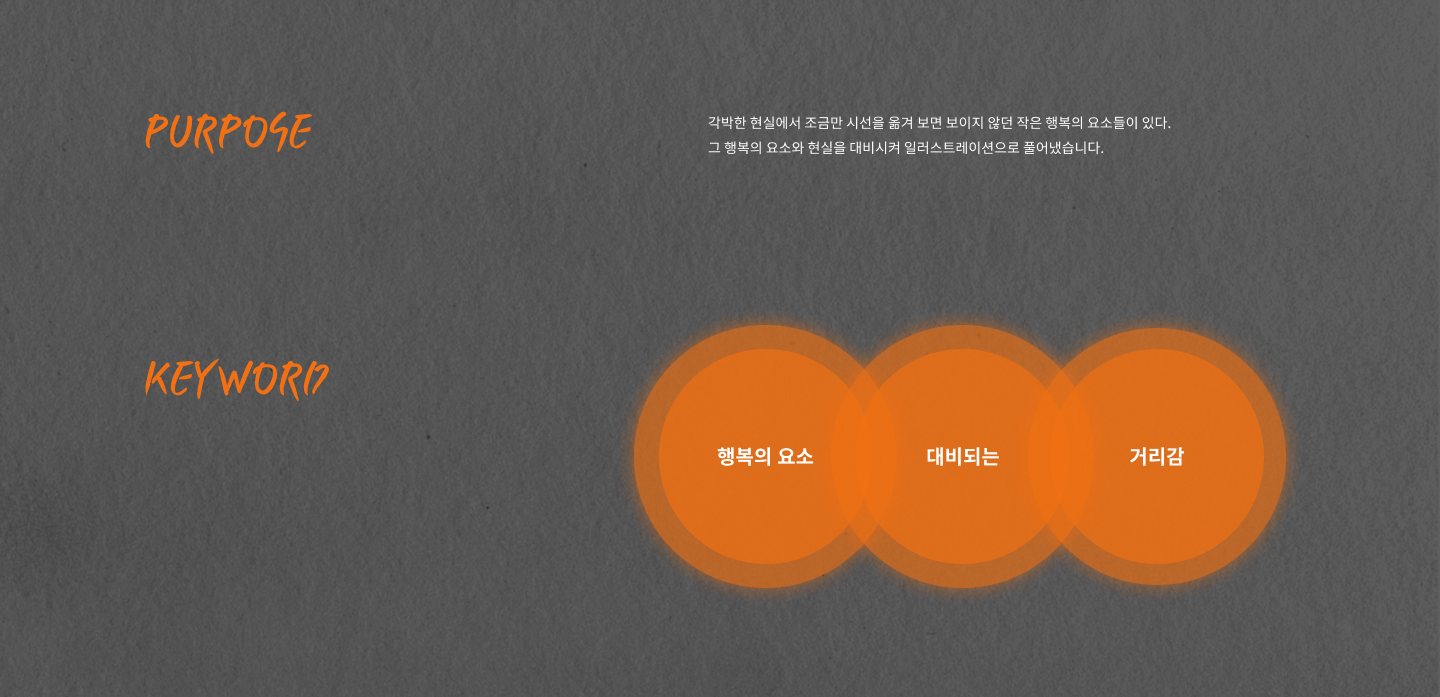 PURPOSE
각박한 현실에서 조금만 시선을 옮겨 보면 보이지 않던 작은 행복의 요소들이 있다.
그 행복의 요소와 현실을 대비시켜 일러스트레이션으로 풀어냈습니다.
KEYWORD
행복의 요소
대비되는
거리감